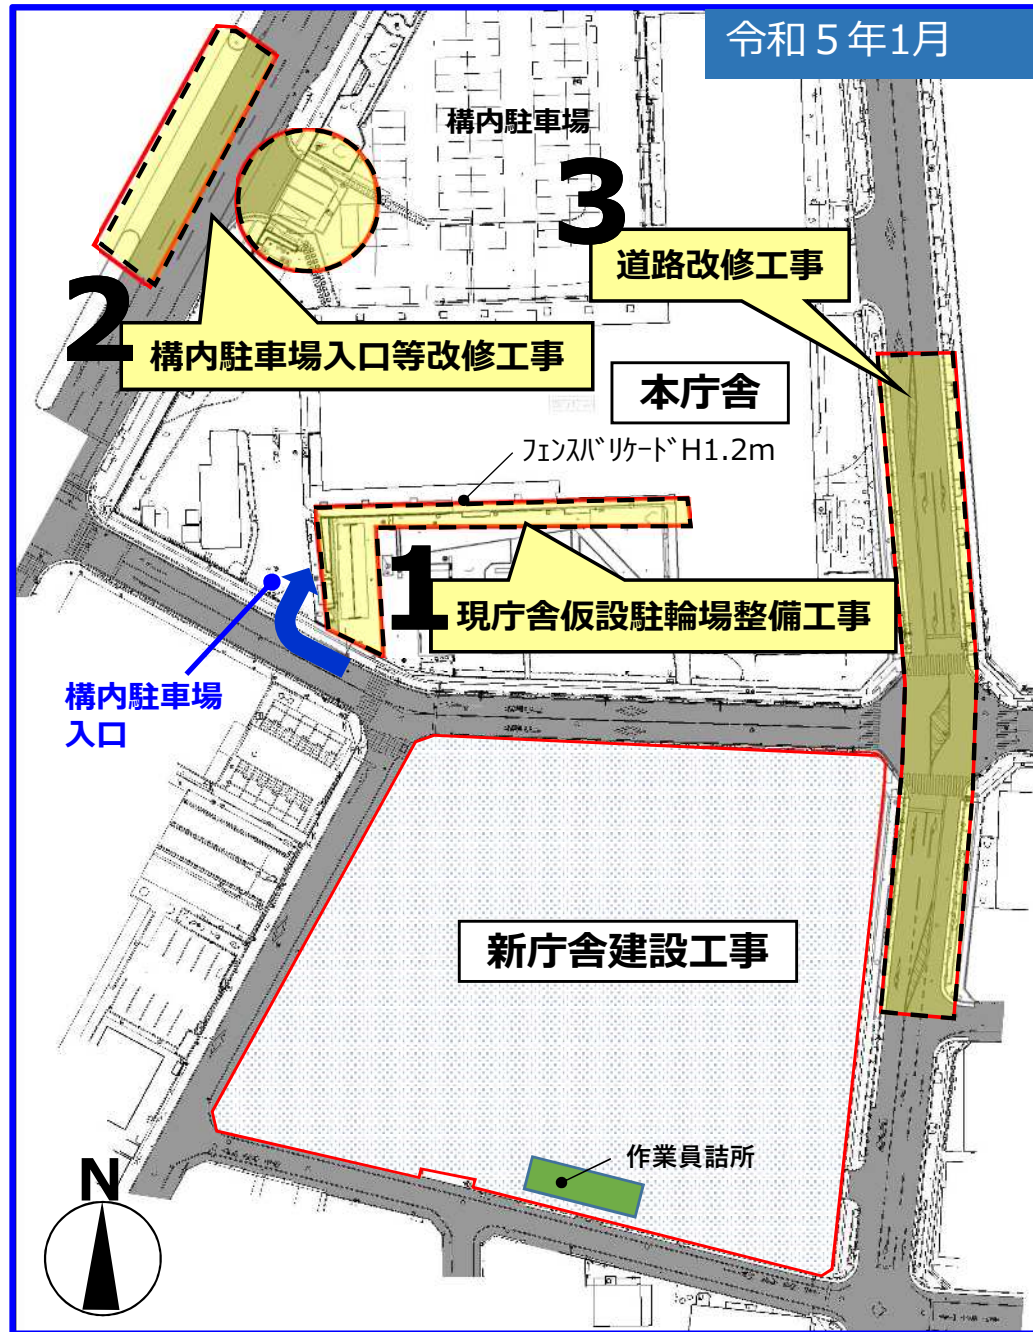 令和５年1月
構内駐車場
3
道路改修工事
2
構内駐車場入口等改修工事
本庁舎
ﾌｪﾝｽﾊﾞﾘｹｰﾄﾞH1.2m
1
現庁舎仮設駐輪場整備工事
構内駐車場
入口
新庁舎建設工事
作業員詰所
N